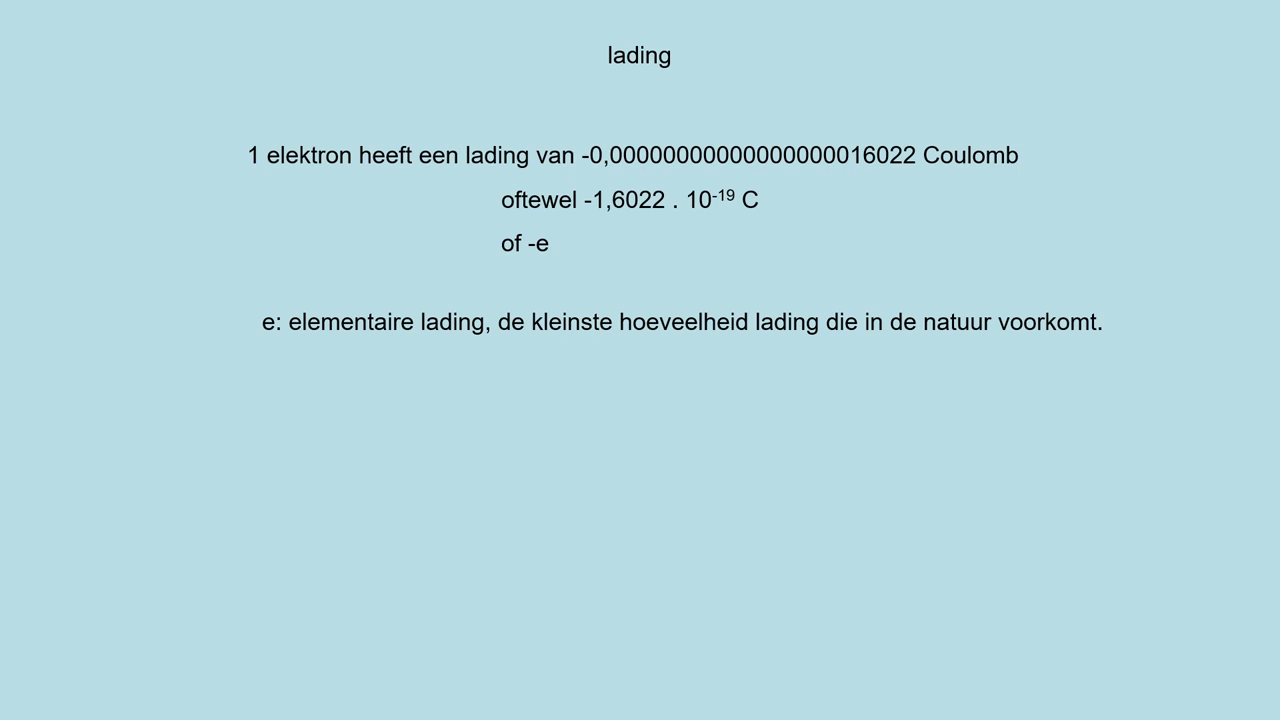 lading
1 elektron heeft een lading van -0,00000000000000000016022 Coulomb
oftewel -1,6022 . 10⁻¹⁹ C
of -e
e: elementaire lading, de kleinste hoeveelheid lading die in de natuur voorkomt.